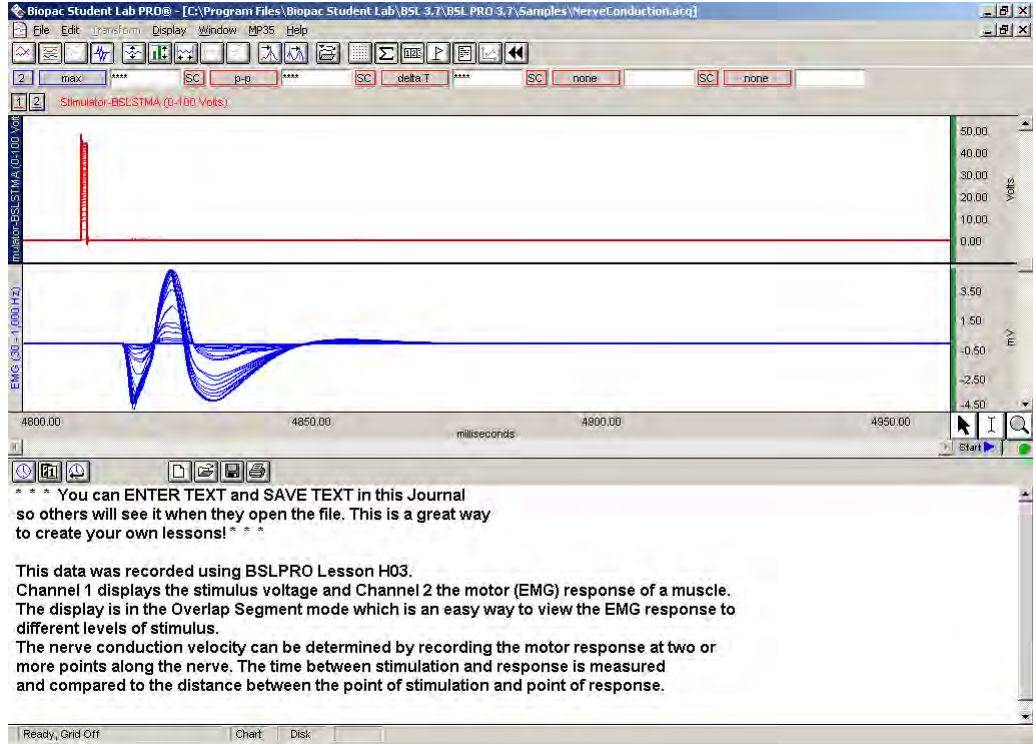 Biopac Student Lab PRO® - [C:\Program Files\Biopac Student Lab\BSL 3.7\BSL PRO 3.7\Samples\NerveConduction.acq]
File Edit Transform Display Window MP35 Help
2 max **** SC p-p **** SC delta T **** SC none SC none
1 2 Stimulator-BSLSTMA (0-100 Volts)
mulator-BSLSTMA (0-100 Volt
50.00
40.00
30.00
20.00
10.00
0.00
Volts
EMG (30 - 1,000 Hz)
3.50
1.50
-0.50
-2.50
-4.50
mV
4800.00 4850.00 4900.00 4950.00
milliseconds
Start
* * * You can ENTER TEXT and SAVE TEXT in this Journal
so others will see it when they open the file. This is a great way
to create your own lessons! * * *
This data was recorded using BSLPRO Lesson H03.
Channel 1 displays the stimulus voltage and Channel 2 the motor (EMG) response of a muscle.
The display is in the Overlap Segment mode which is an easy way to view the EMG response to
different levels of stimulus.
The nerve conduction velocity can be determined by recording the motor response at two or
more points along the nerve. The time between stimulation and response is measured
and compared to the distance between the point of stimulation and point of response.
Ready, Grid Off Chart Disk